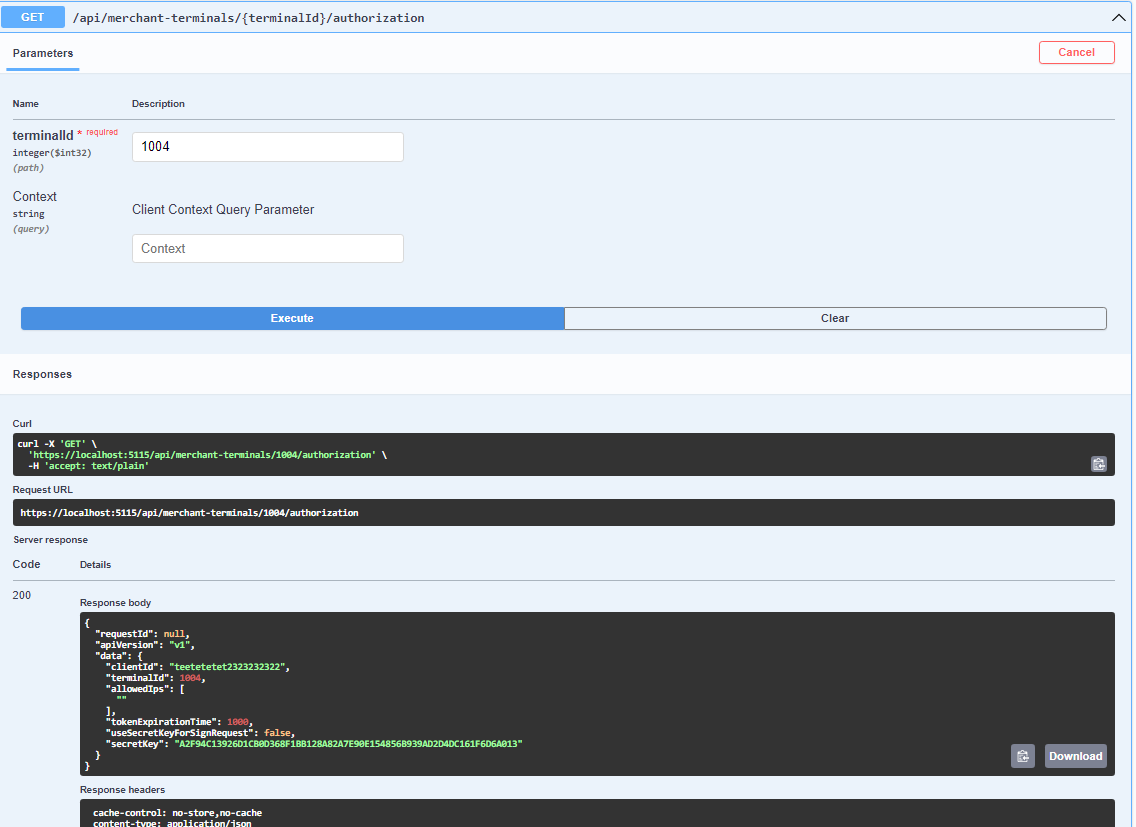 GET /api/merchant-terminals/{terminalId}/authorization
Parameters
Cancel
Name Description
terminalId * required
integer($int32)
(path)
1004
Context
string
(query)
Client Context Query Parameter
Context
Execute
Clear
Responses
Curl
curl -X 'GET' \
'https://localhost:5115/api/merchant-terminals/1004/authorization' \
-H 'accept: text/plain'
Request URL
https://localhost:5115/api/merchant-terminals/1004/authorization
Server response
Code Details
200
Response body
{
"requestId": null,
"apiVersion": "v1",
"data": {
"clientId": "teetetetet2323232322",
"terminalId": 1004,
"allowedIps": [
""
],
"tokenExpirationTime": 1000,
"useSecretKeyForSignRequest": false,
"secretKey": "A2F94C13926D1CB0D368F1BB128A82A7E90E154856B939AD2D4DC161F6D6A013"
}
}
Download
Response headers
cache-control: no-store,no-cache
content-type: application/json